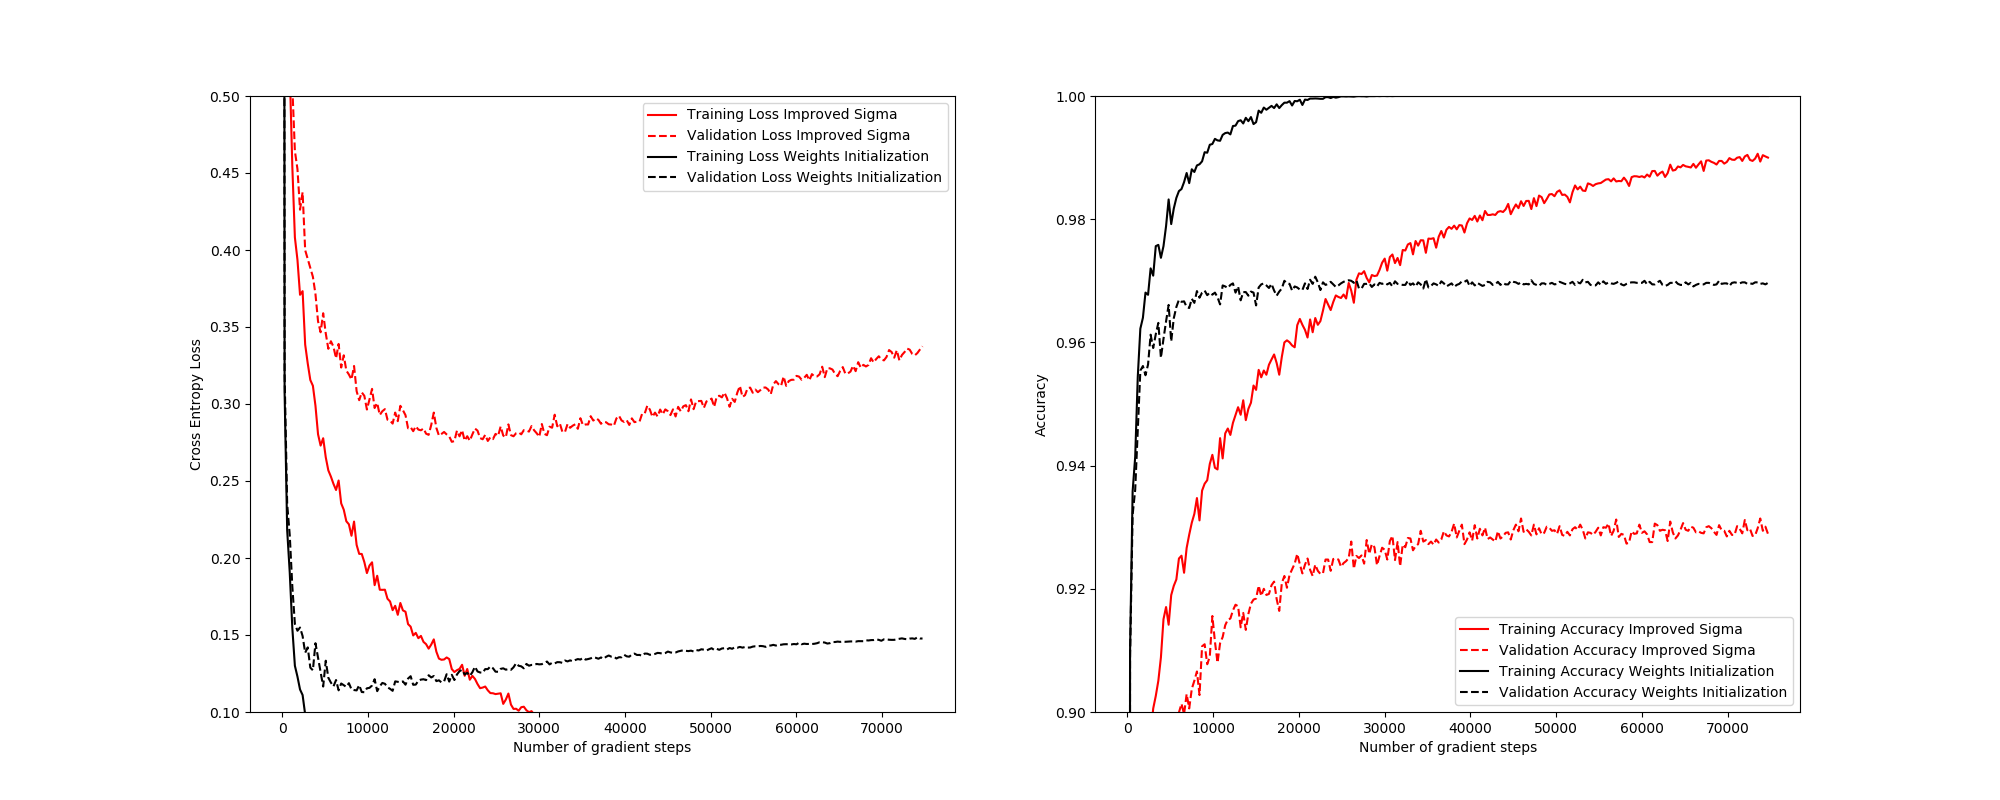 0.50
0.45
0.40
0.35
0.30
0.25
0.20
0.15
0.10
Cross Entropy Loss
Training Loss Improved Sigma
Validation Loss Improved Sigma
Training Loss Weights Initialization
Validation Loss Weights Initialization
0 10000 20000 30000 40000 50000 60000 70000
Number of gradient steps
1.00
0.98
0.96
0.94
0.92
0.90
Accuracy
Training Accuracy Improved Sigma
Validation Accuracy Improved Sigma
Training Accuracy Weights Initialization
Validation Accuracy Weights Initialization
0 10000 20000 30000 40000 50000 60000 70000
Number of gradient steps